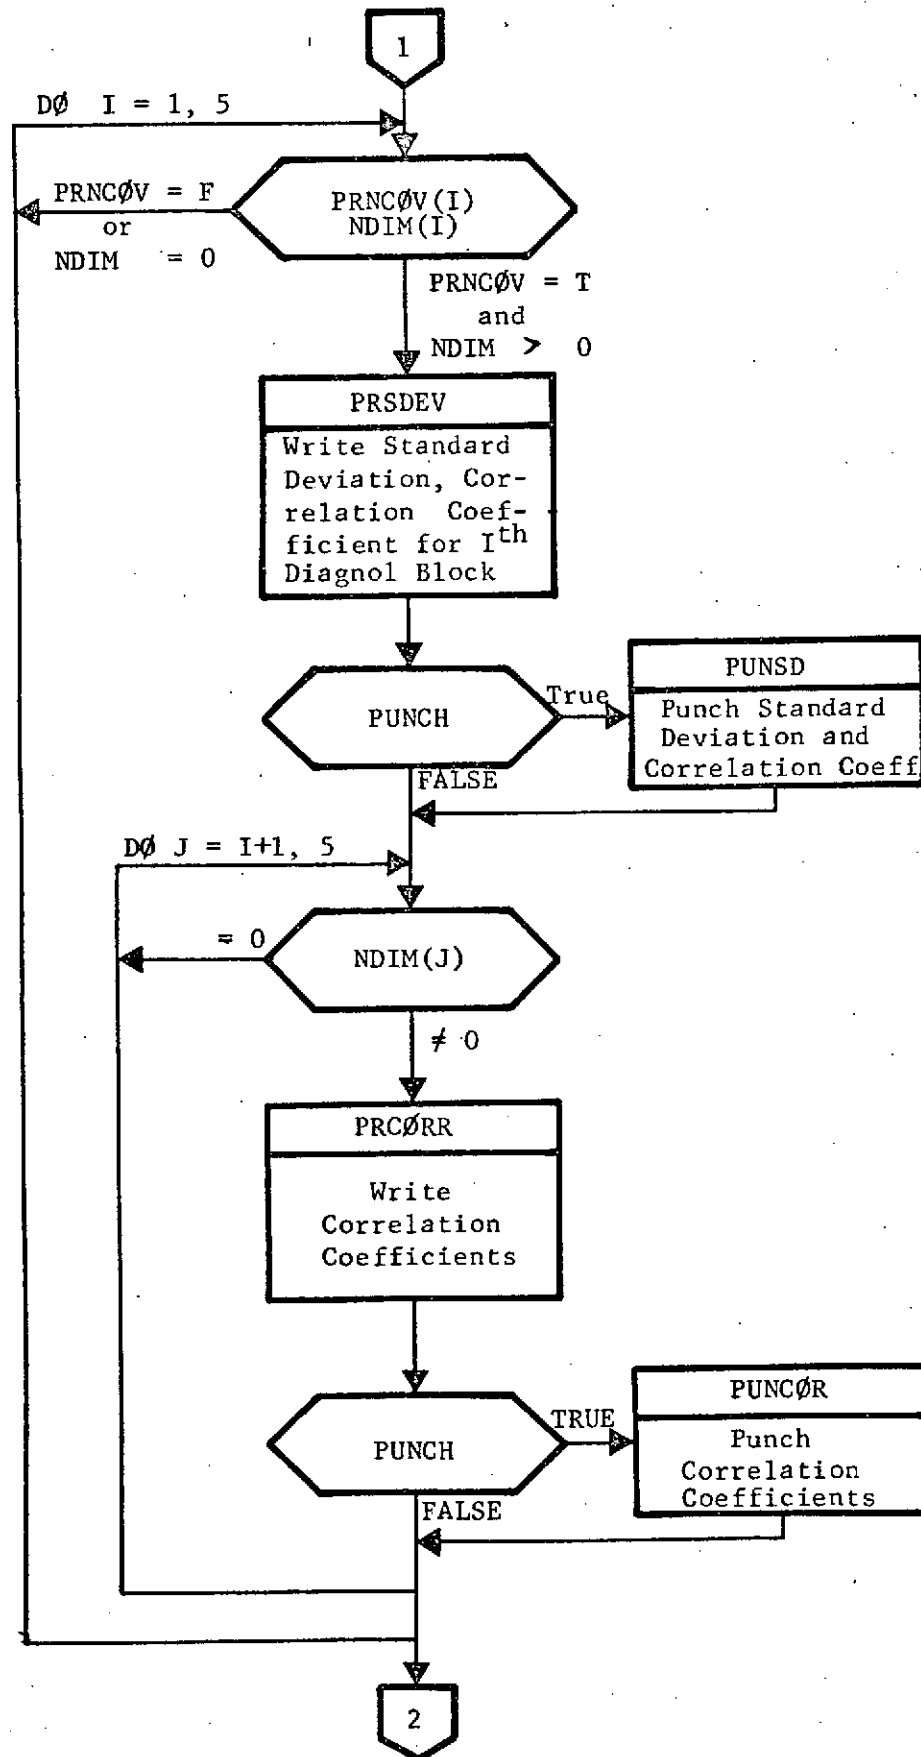 1
DØ I = 1, 5
PRNCØV = F
or
NDIM = 0
PRNCØV(I)
NDIM(I)
PRNCØV = T
and
NDIM > 0
PRSDEV
Write Standard
Deviation, Cor-
relation Coef-
ficient for Ith
Diagnol Block
PUNCH
True
PUNSD
Punch Standard
Deviation and
Correlation Coeff
FALSE
DØ J = I+1, 5
= 0
NDIM(J)
≠ 0
PRCØRR
Write
Correlation
Coefficients
PUNCH
TRUE
PUNCØR
Punch
Correlation
Coefficients
FALSE
2